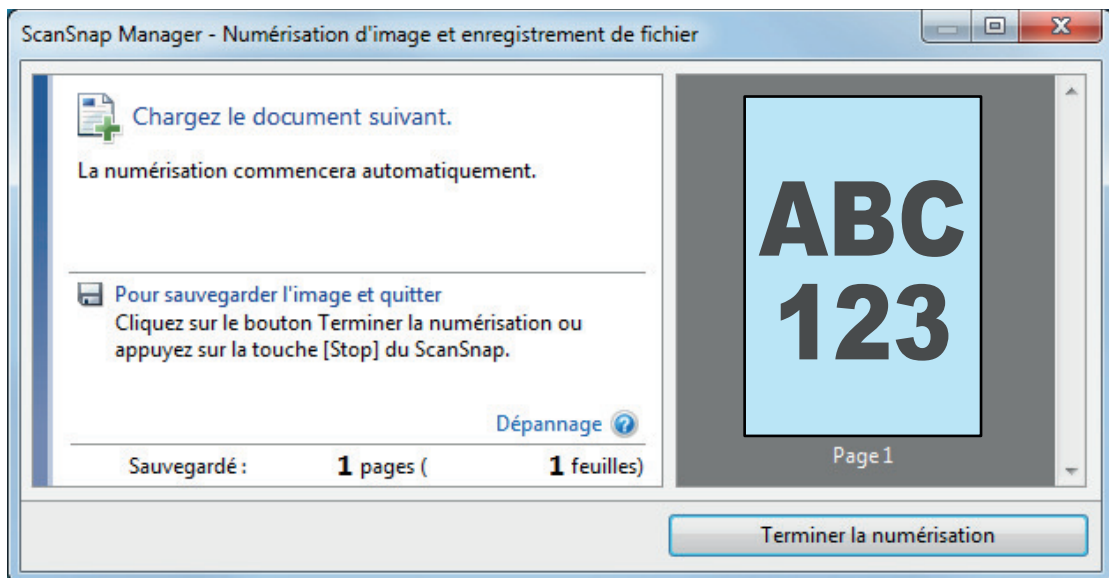 ScanSnap Manager - Numérisation d'image et enregistrement de fichier
Chargez le document suivant.
La numérisation commencera automatiquement.
Pour sauvegarder l'image et quitter
Cliquez sur le bouton Terminer la numérisation ou
appuyez sur la touche [Stop] du ScanSnap.
Dépannage
Sauvegardé : 1 pages ( 1 feuilles)
ABC
123
Page 1
Terminer la numérisation